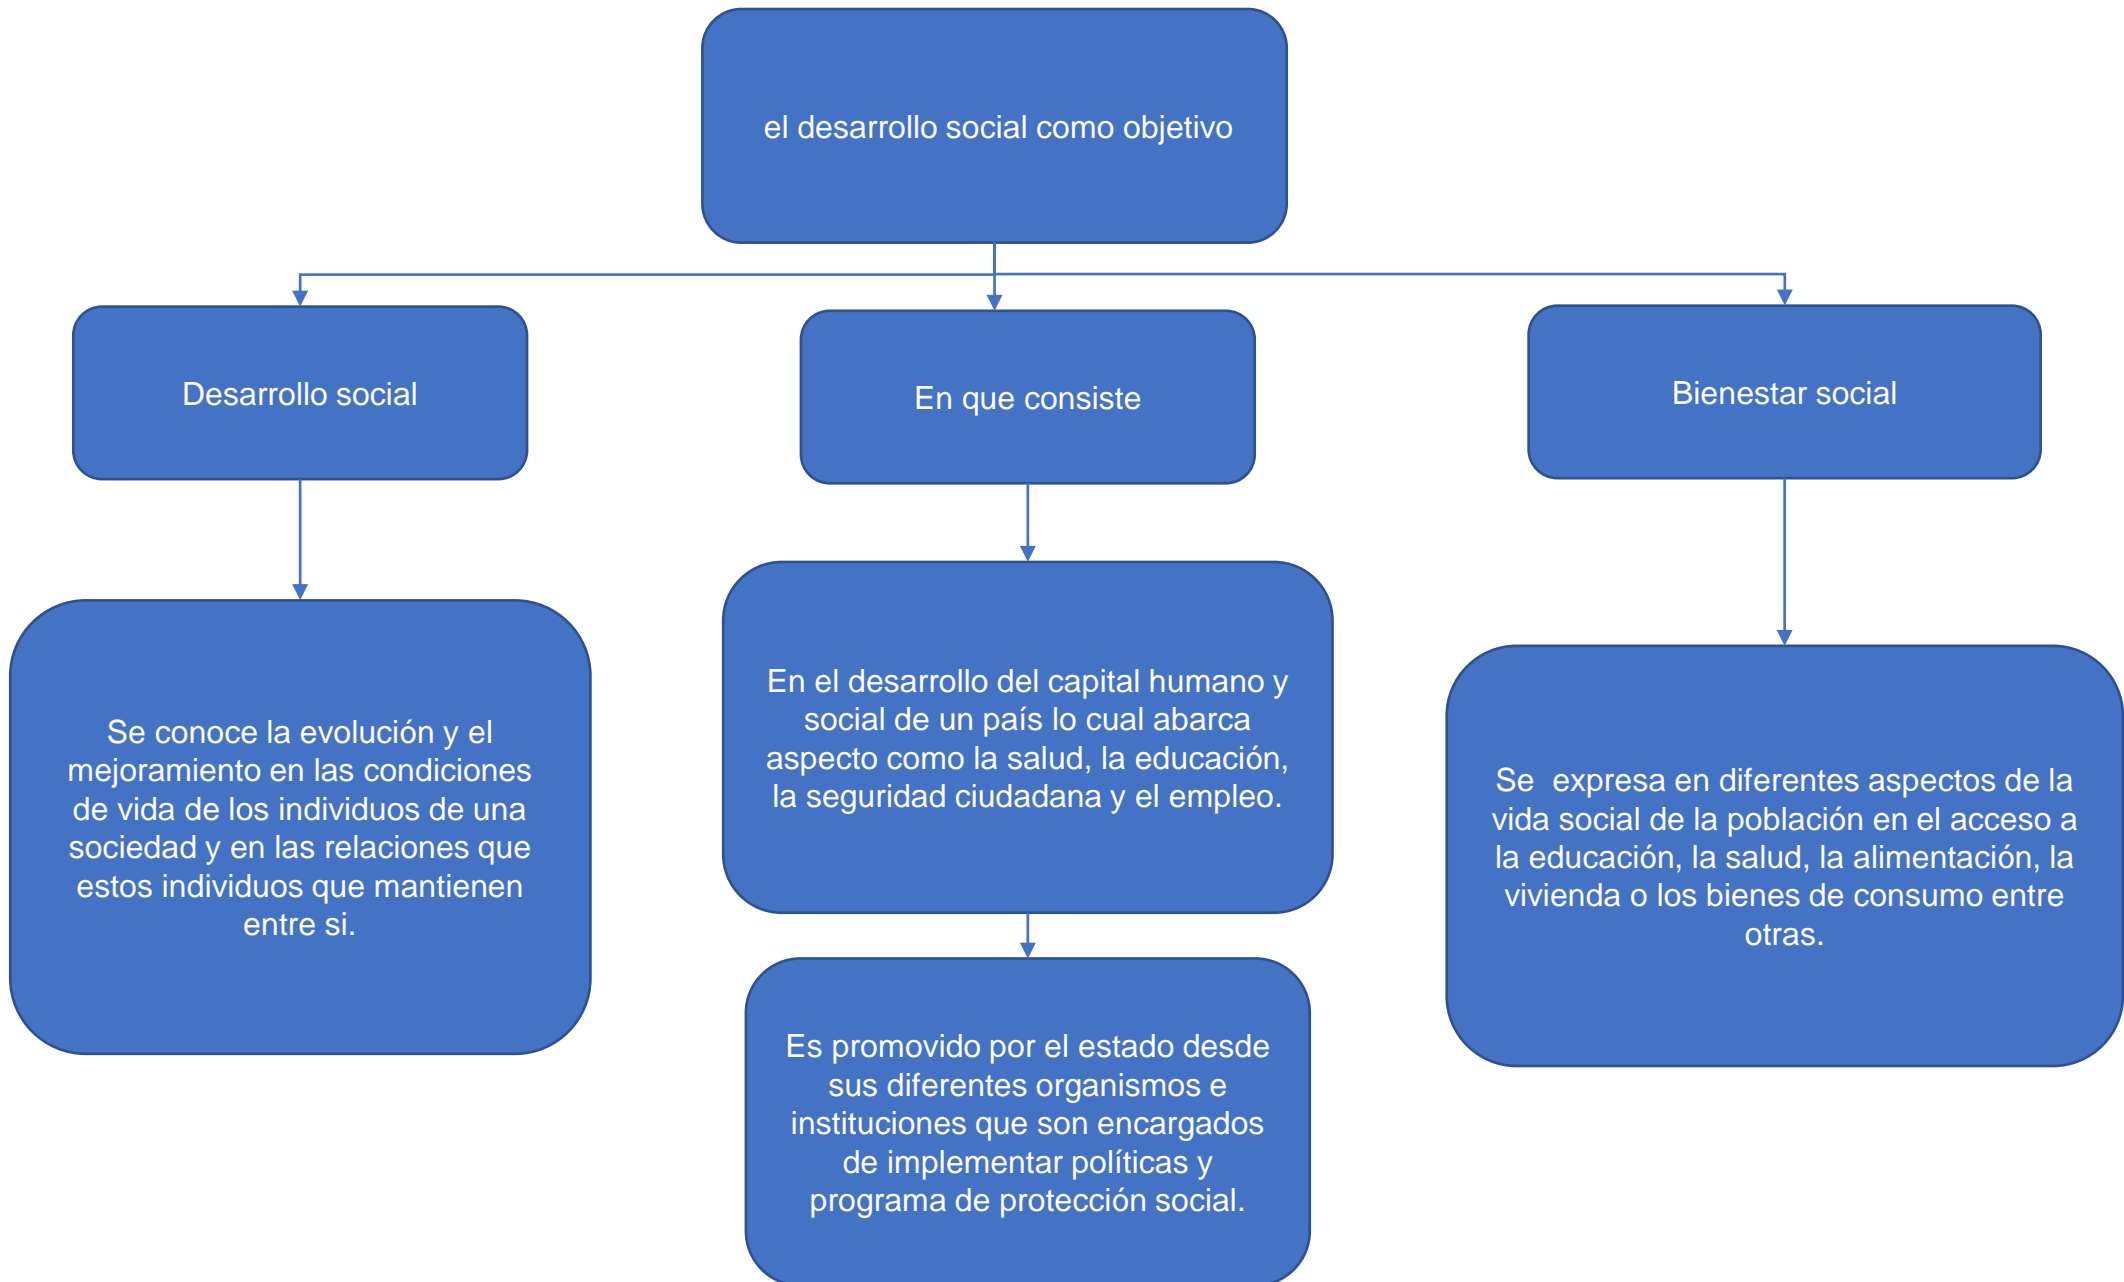 el desarrollo social como objetivo
Desarrollo social
En que consiste
Bienestar social
Se conoce la evolución y el
mejoramiento en las condiciones
de vida de los individuos de una
sociedad y en las relaciones que
estos individuos que mantienen
entre si.
En el desarrollo del capital humano y
social de un país lo cual abarca
aspecto como la salud, la educación,
la seguridad ciudadana y el empleo.
Se  expresa en diferentes aspectos de la
vida social de la población en el acceso a
la educación, la salud, la alimentación, la
vivienda o los bienes de consumo entre
otras.
Es promovido por el estado desde
sus diferentes organismos e
instituciones que son encargados
de implementar políticas y
programa de protección social.